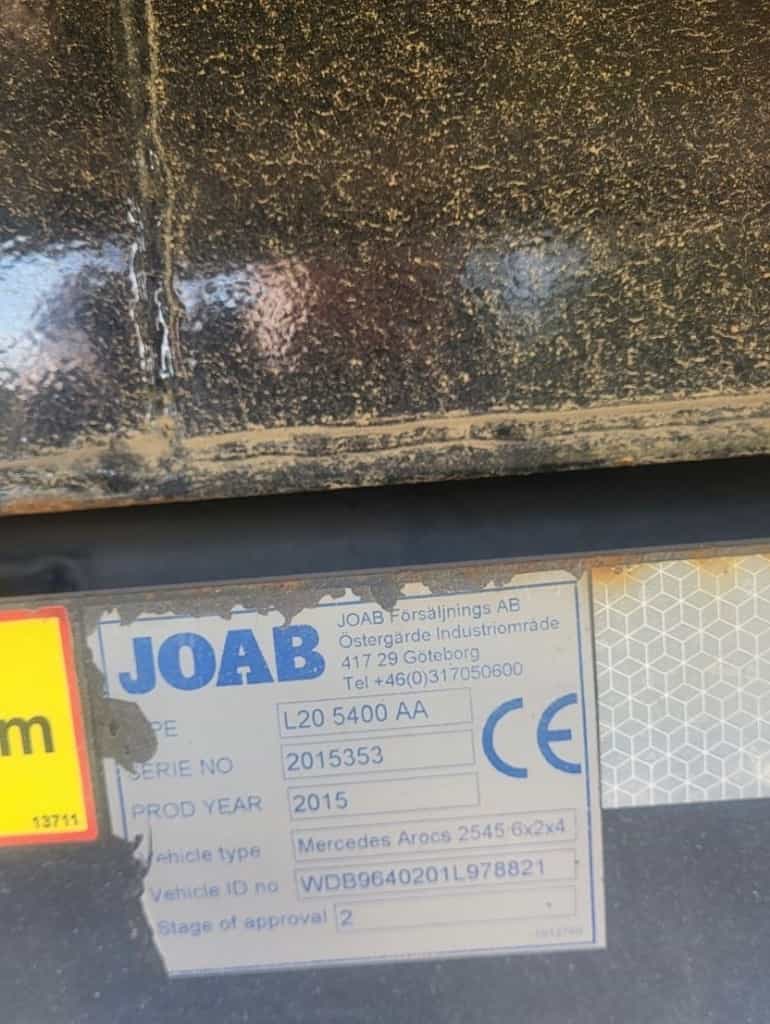 JOAB
JOAB Försäljnings AB
Östergärde Industriområde
417 29 Göteborg
Tel +46(0)317050600
PE L20 5400 AA
SERIE NO 2015353
PROD YEAR 2015
Vehicle type Mercedes Arocs 2545 6x2x4
Vehicle ID no WDB9640201L978821
Stage of approval 2
CE
m
13711